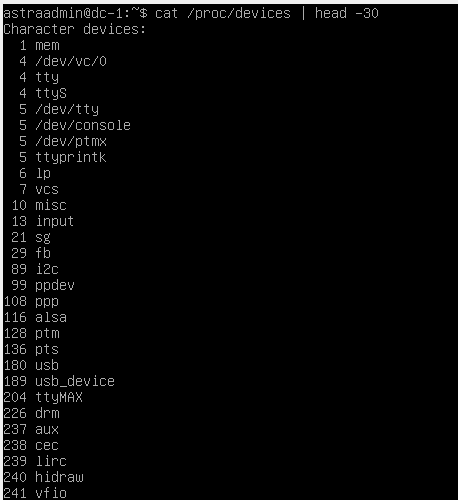 astraadmin@dc-1:~$ cat /proc/devices | head -30
Character devices:
  1 mem
  4 /dev/vc/0
  4 tty
  4 ttyS
  5 /dev/tty
  5 /dev/console
  5 /dev/ptmx
  5 ttyprintk
  6 lp
  7 vcs
 10 misc
 13 input
 21 sg
 29 fb
 89 i2c
 99 ppdev
108 ppp
116 alsa
128 ptm
136 pts
180 usb
189 usb_device
204 ttyMAX
226 drm
237 aux
238 cec
239 lirc
240 hidraw
241 vfio